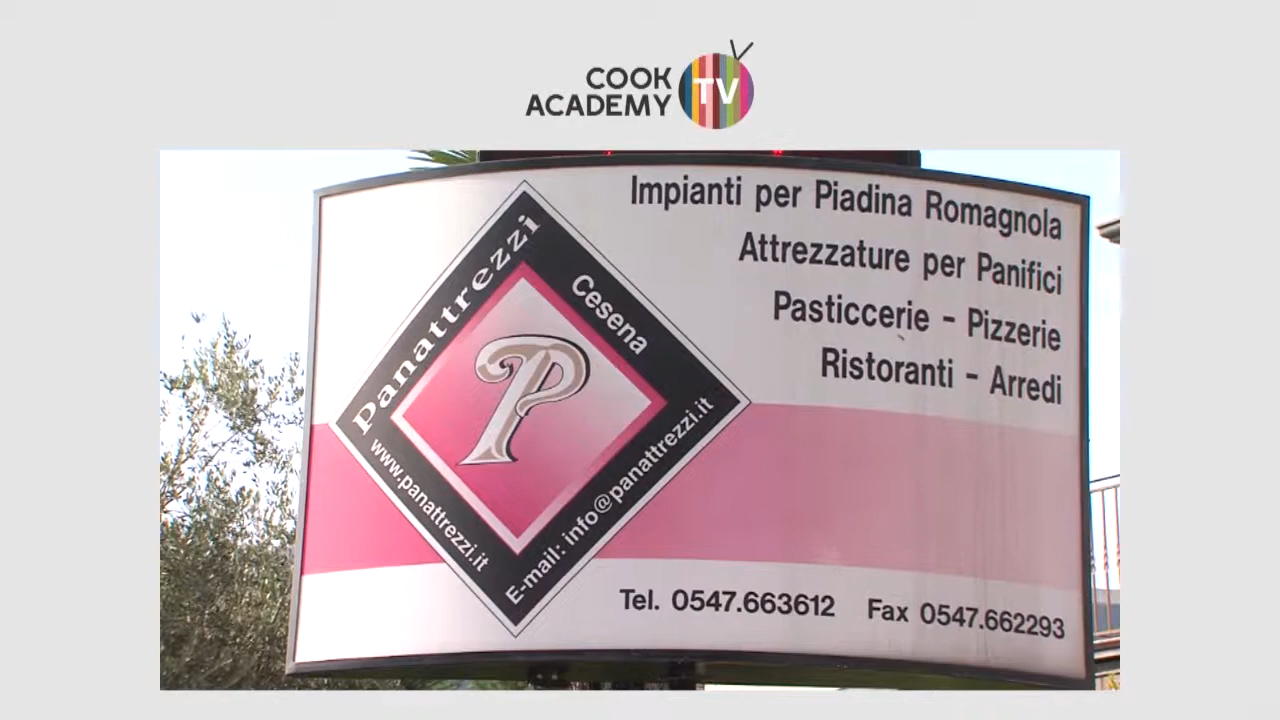 COOK
ACADEMY
TV
Impianti per Piadina Romagnola
Attrezzature per Panifici
Pasticcerie - Pizzerie
Ristoranti - Arredi
Panattrezzi
Cesena
P
www.panattrezzi.it
E-mail: info@panattrezzi.it
Tel. 0547.663612 Fax 0547.662293